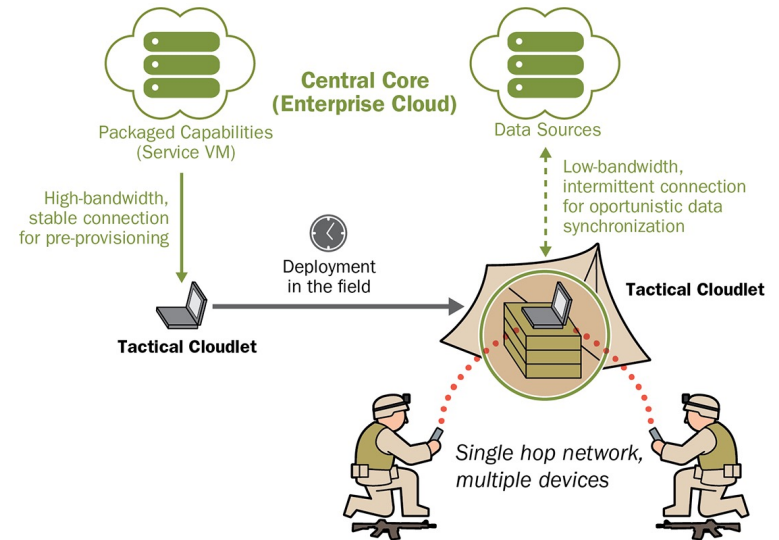 Central Core
(Enterprise Cloud)
Packaged Capabilities
(Service VM)
Data Sources
High-bandwidth,
stable connection
for pre-provisioning
Low-bandwidth,
intermittent connection
for oportunistic data
synchronization
Deployment
in the field
Tactical Cloudlet
Tactical Cloudlet
Single hop network,
multiple devices